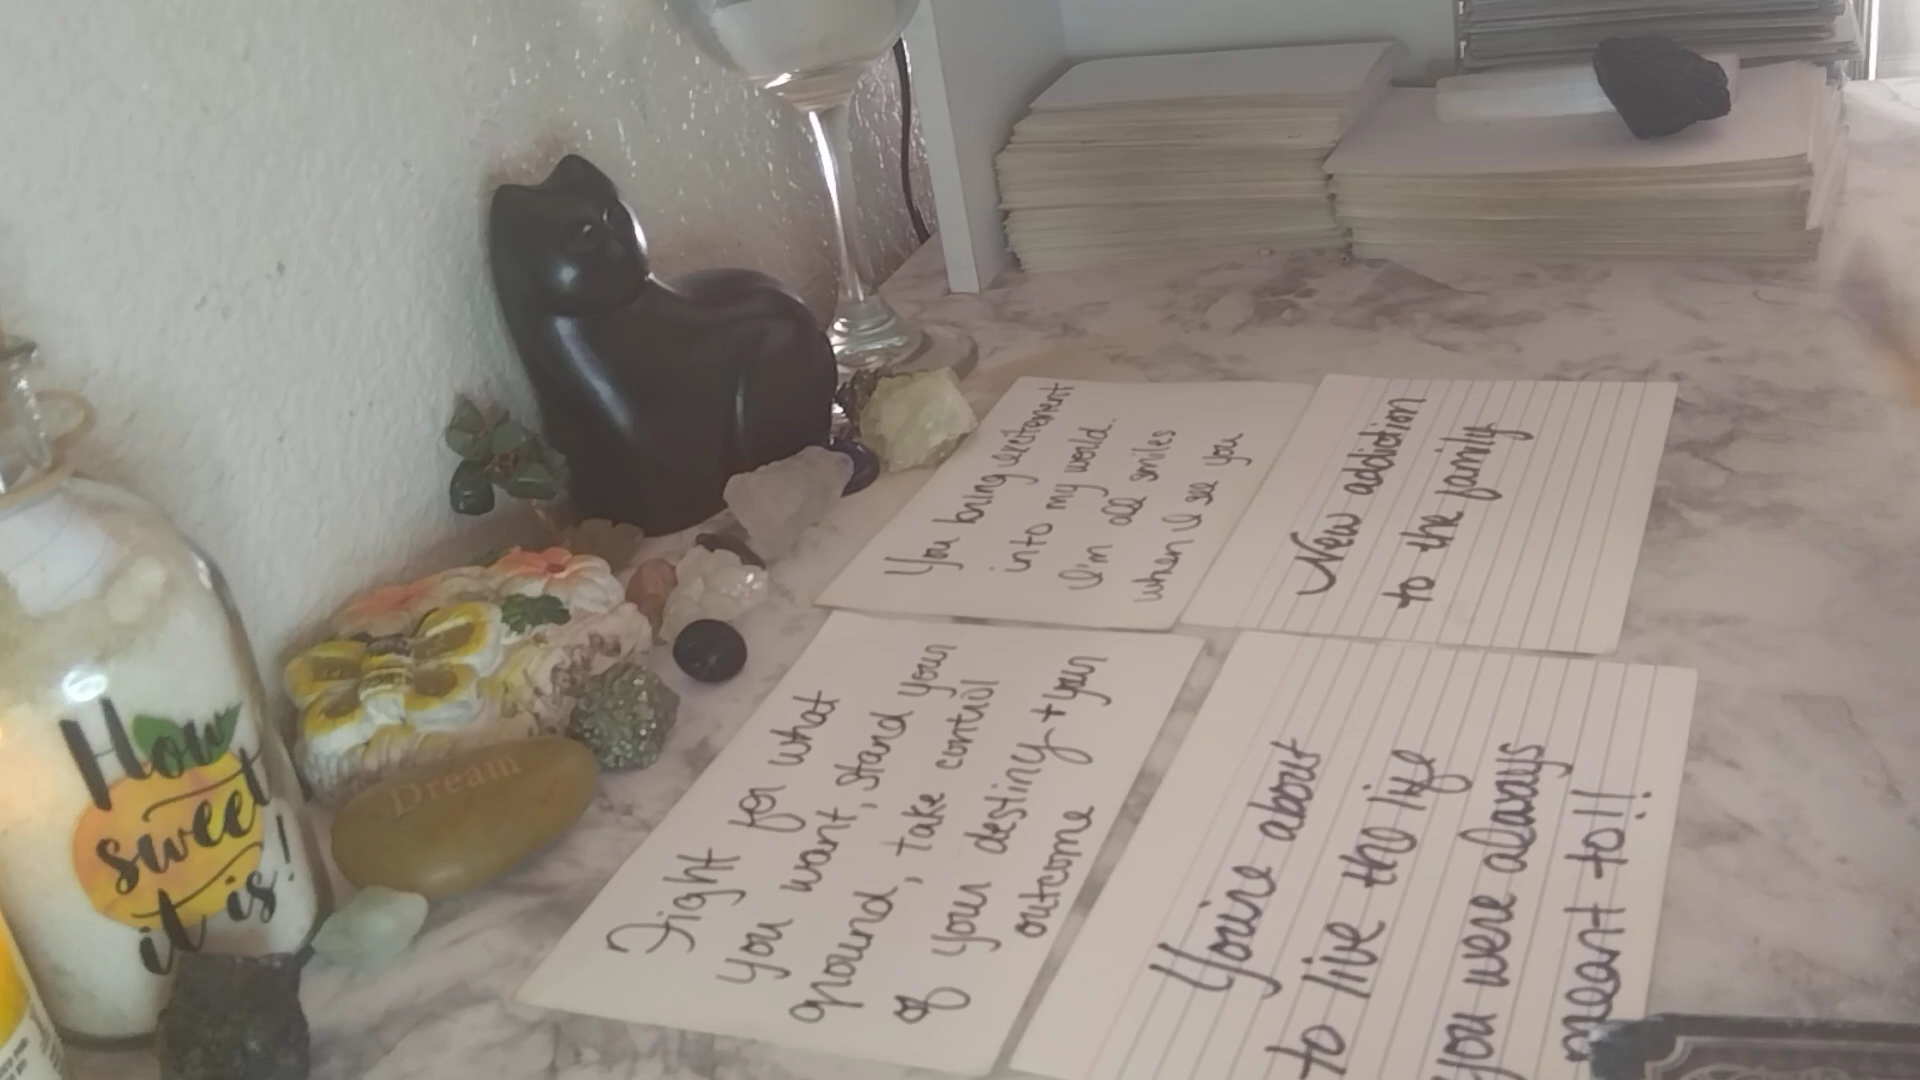 You bring excitement
into my world.
I'm all smiles
when I see you
New addiction
to the family
Fight for what
you want, stand your
ground, take control
of your destiny + your
outcome
You're about
to live the life
you were always
meant to!!
Dream
How
sweet
it is!